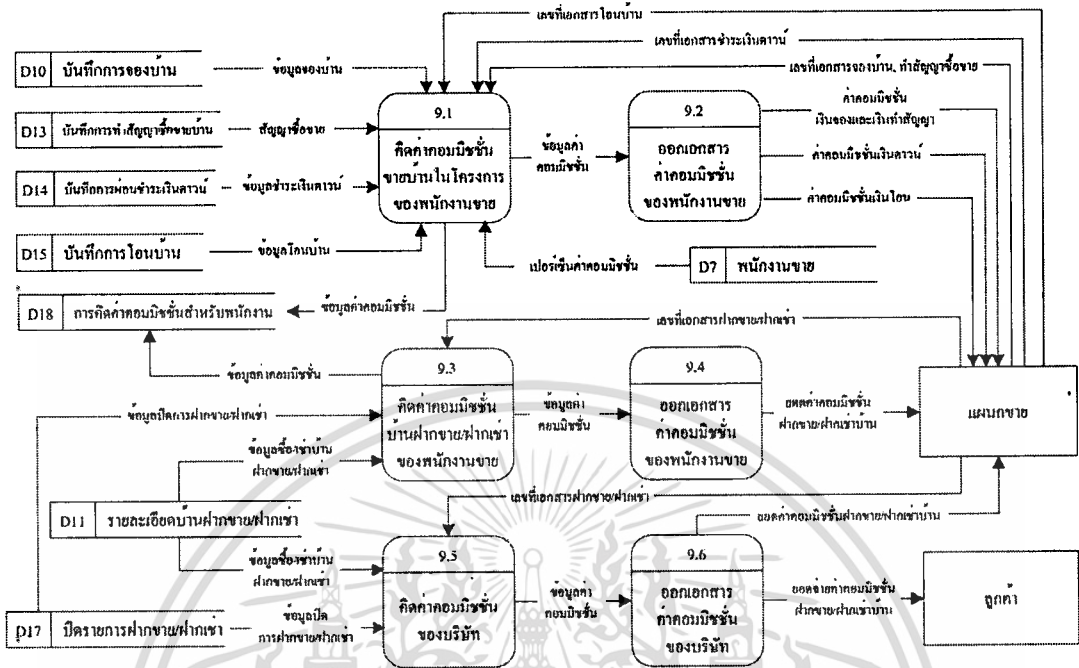 เลขที่เอกสารโอนบ้าน
เลขที่เอกสารชำระเงินดาวน์
เลขที่เอกสารจองบ้าน, ทำสัญญาซื้อขาย
D10 บันทึกการจองบ้าน
ข้อมูลจองบ้าน
D13 บันทึกการทำสัญญาซื้อขายบ้าน
สัญญาซื้อขาย
D14 บันทึกการผ่อนชำระเงินดาวน์
ข้อมูลชำระเงินดาวน์
D15 บันทึกการโอนบ้าน
ข้อมูลโอนบ้าน
9.1
คิดค่าคอมมิชชั่น
ขายบ้านในโครงการ
ของพนักงานขาย
ข้อมูลค่า
คอมมิชชั่น
9.2
ออกเอกสาร
ค่าคอมมิชชั่น
ของพนักงานขาย
ค่าคอมมิชชั่น
เงินจองและเงินทำสัญญา
ค่าคอมมิชชั่นเงินดาวน์
ค่าคอมมิชชั่นเงินโอน
เปอร์เซ็นค่าคอมมิชชั่น
D7 พนักงานขาย
D18 การคิดค่าคอมมิชชั่นสำหรับพนักงาน
ข้อมูลค่าคอมมิชชั่น
เลขที่เอกสารฝากขาย/ฝากเช่า
ข้อมูลค่าคอมมิชชั่น
ข้อมูลปิดการฝากขาย/ฝากเช่า
9.3
คิดค่าคอมมิชชั่น
บ้านฝากขาย/ฝากเช่า
ของพนักงานขาย
ข้อมูลค่า
คอมมิชชั่น
9.4
ออกเอกสาร
ค่าคอมมิชชั่น
ของพนักงานขาย
ยอดค่าคอมมิชชั่น
ฝากขาย/ฝากเช่าบ้าน
แผนกขาย
ข้อมูลซื้อ/เช่าบ้าน
ฝากขาย/ฝากเช่า
D11 รายละเอียดบ้านฝากขาย/ฝากเช่า
เลขที่เอกสารฝากขาย/ฝากเช่า
ยอดค่าคอมมิชชั่นฝากขาย/ฝากเช่าบ้าน
ข้อมูลซื้อ/เช่าบ้าน
ฝากขาย/ฝากเช่า
9.5
คิดค่าคอมมิชชั่น
ของบริษัท
ข้อมูลค่า
คอมมิชชั่น
9.6
ออกเอกสาร
ค่าคอมมิชชั่น
ของบริษัท
ยอดจ่ายค่าคอมมิชชั่น
ฝากขาย/ฝากเช่าบ้าน
ลูกค้า
D17 ปิดรายการฝากขาย/ฝากเช่า
ข้อมูลปิด
การฝากขาย/ฝากเช่า